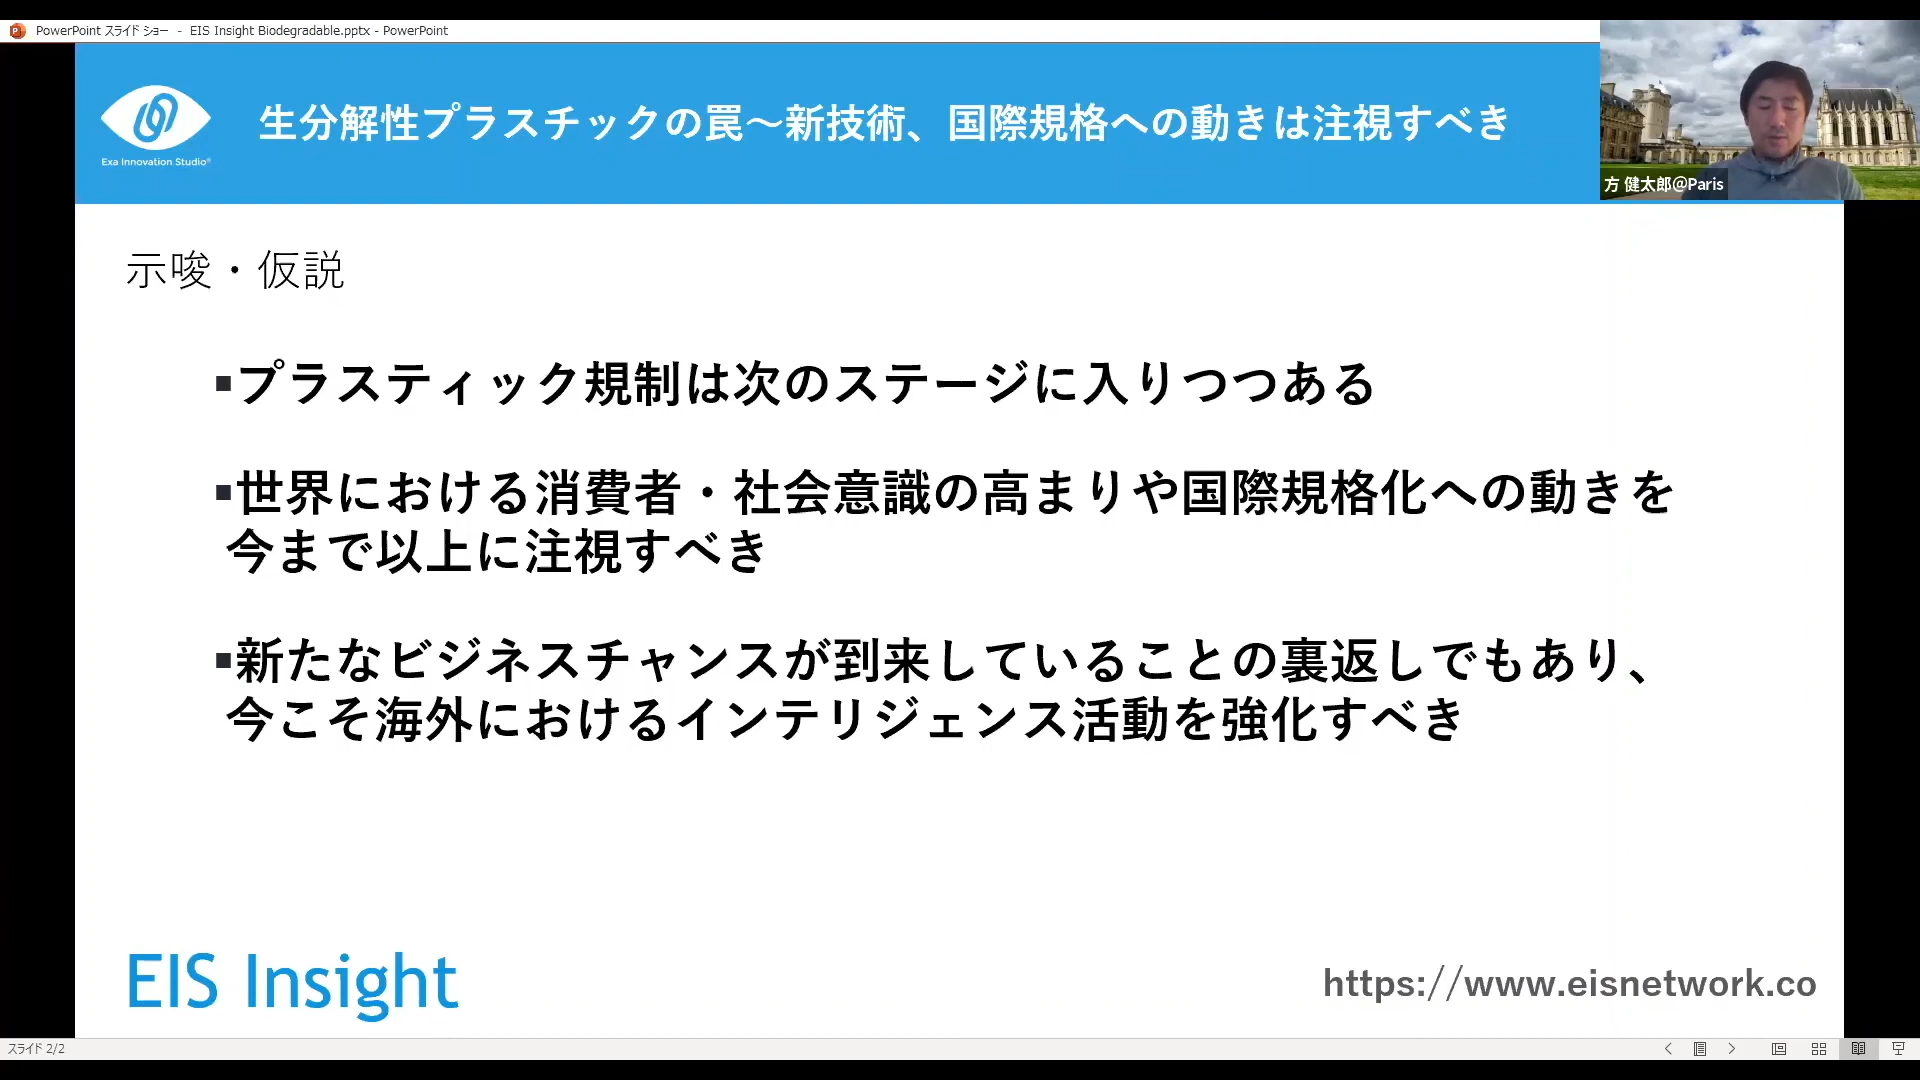 PowerPoint スライド ショー - EIS Insight Biodegradable.pptx - PowerPoint
Exa Innovation Studio®
生分解性プラスチックの罠～新技術、国際規格への動きは注視すべき
方 健太郎@Paris
示唆・仮説
▪プラスティック規制は次のステージに入りつつある
▪世界における消費者・社会意識の高まりや国際規格化への動きを
今まで以上に注視すべき
▪新たなビジネスチャンスが到来していることの裏返しでもあり、
今こそ海外におけるインテリジェンス活動を強化すべき
EIS Insight
https://www.eisnetwork.co
スライド 2/2